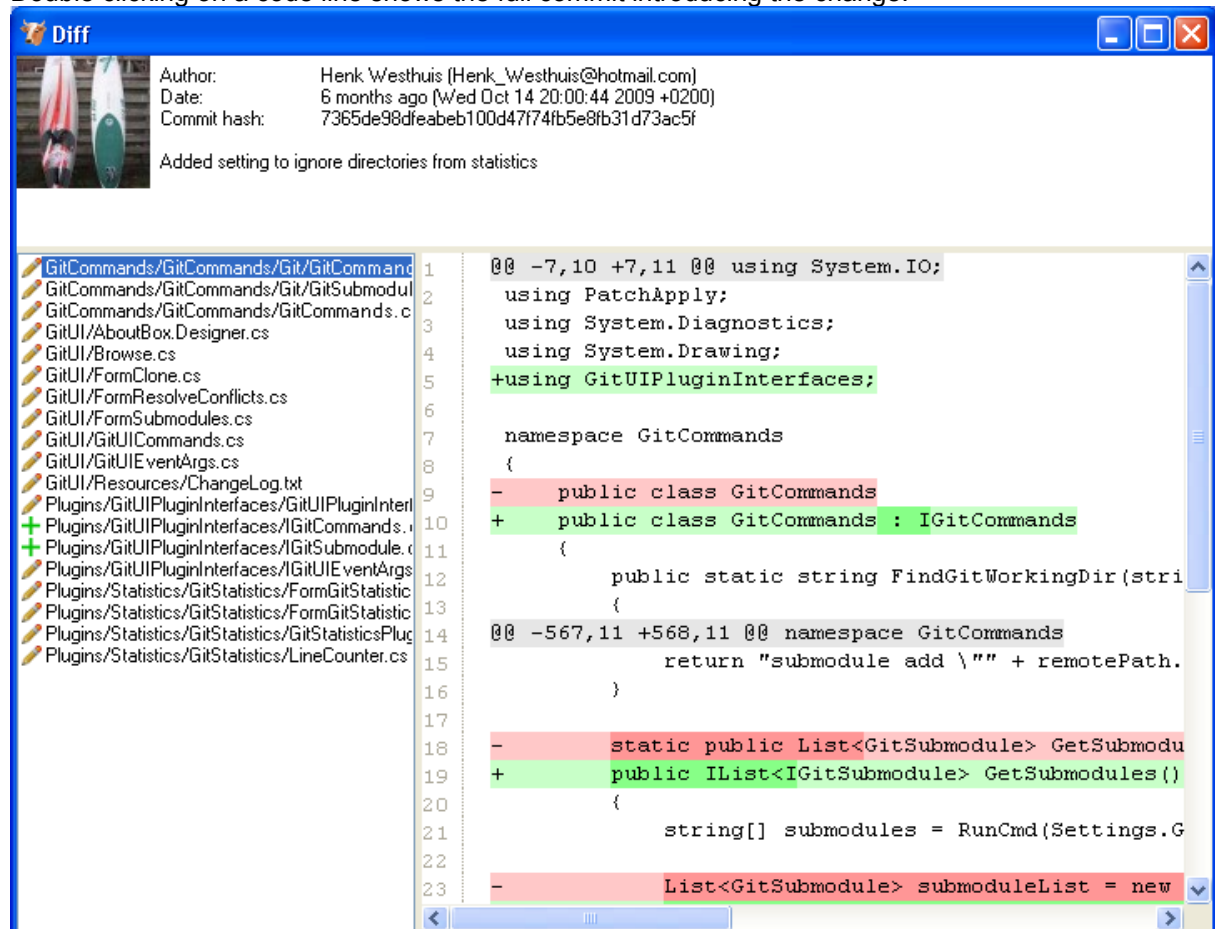 Double clicking on a code line shows the full commit introducing the change.
Diff
Author: Henk Westhuis (Henk_Westhuis@hotmail.com)
Date: 6 months ago (Wed Oct 14 20:00:44 2009 +0200)
Commit hash: 7365de98dfeabeb100d47f74fb5e8fb31d73ac5f
Added setting to ignore directories from statistics
GitCommands/GitCommands/Git/GitCommand
GitCommands/GitCommands/Git/GitSubmodul
GitCommands/GitCommands/GitCommands.c
GitUI/AboutBox.Designer.cs
GitUI/Browse.cs
GitUI/FormClone.cs
GitUI/FormResolveConflicts.cs
GitUI/FormSubmodules.cs
GitUI/GitUICommands.cs
GitUI/GitUIEventArgs.cs
GitUI/Resources/ChangeLog.txt
Plugins/GitUIPluginInterfaces/GitUIPluginInterf
Plugins/GitUIPluginInterfaces/IGitCommands.
Plugins/GitUIPluginInterfaces/IGitSubmodule.
Plugins/GitUIPluginInterfaces/IGitUIEventArgs
Plugins/Statistics/GitStatistics/FormGitStatistic
Plugins/Statistics/GitStatistics/FormGitStatistic
Plugins/Statistics/GitStatistics/GitStatisticsPlug
Plugins/Statistics/GitStatistics/LineCounter.cs
1 @@ -7,10 +7,11 @@ using System.IO;
2 using PatchApply;
3 using System.Diagnostics;
4 using System.Drawing;
5 +using GitUIPluginInterfaces;
6
7 namespace GitCommands
8 {
9 - public class GitCommands
10 + public class GitCommands : IGitCommands
11 {
12 public static string FindGitWorkingDir(stri
13 {
14 @@ -567,11 +568,11 @@ namespace GitCommands
15 return "submodule add \"" + remotePath.
16 }
17
18 - static public List<GitSubmodule> GetSubmodu
19 + public IList<IGitSubmodule> GetSubmodules()
20 {
21 string[] submodules = RunCmd(Settings.G
22
23 - List<GitSubmodule> submoduleList = new